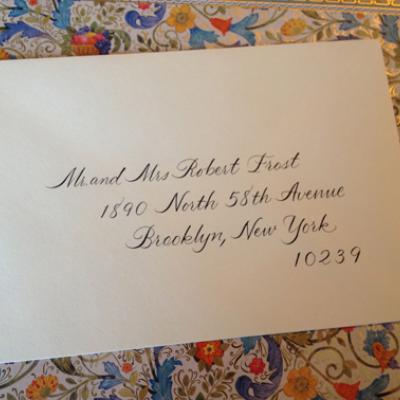 Mr. and Mrs Robert Frost
1890 North 58th Avenue
Brooklyn, New York
10239